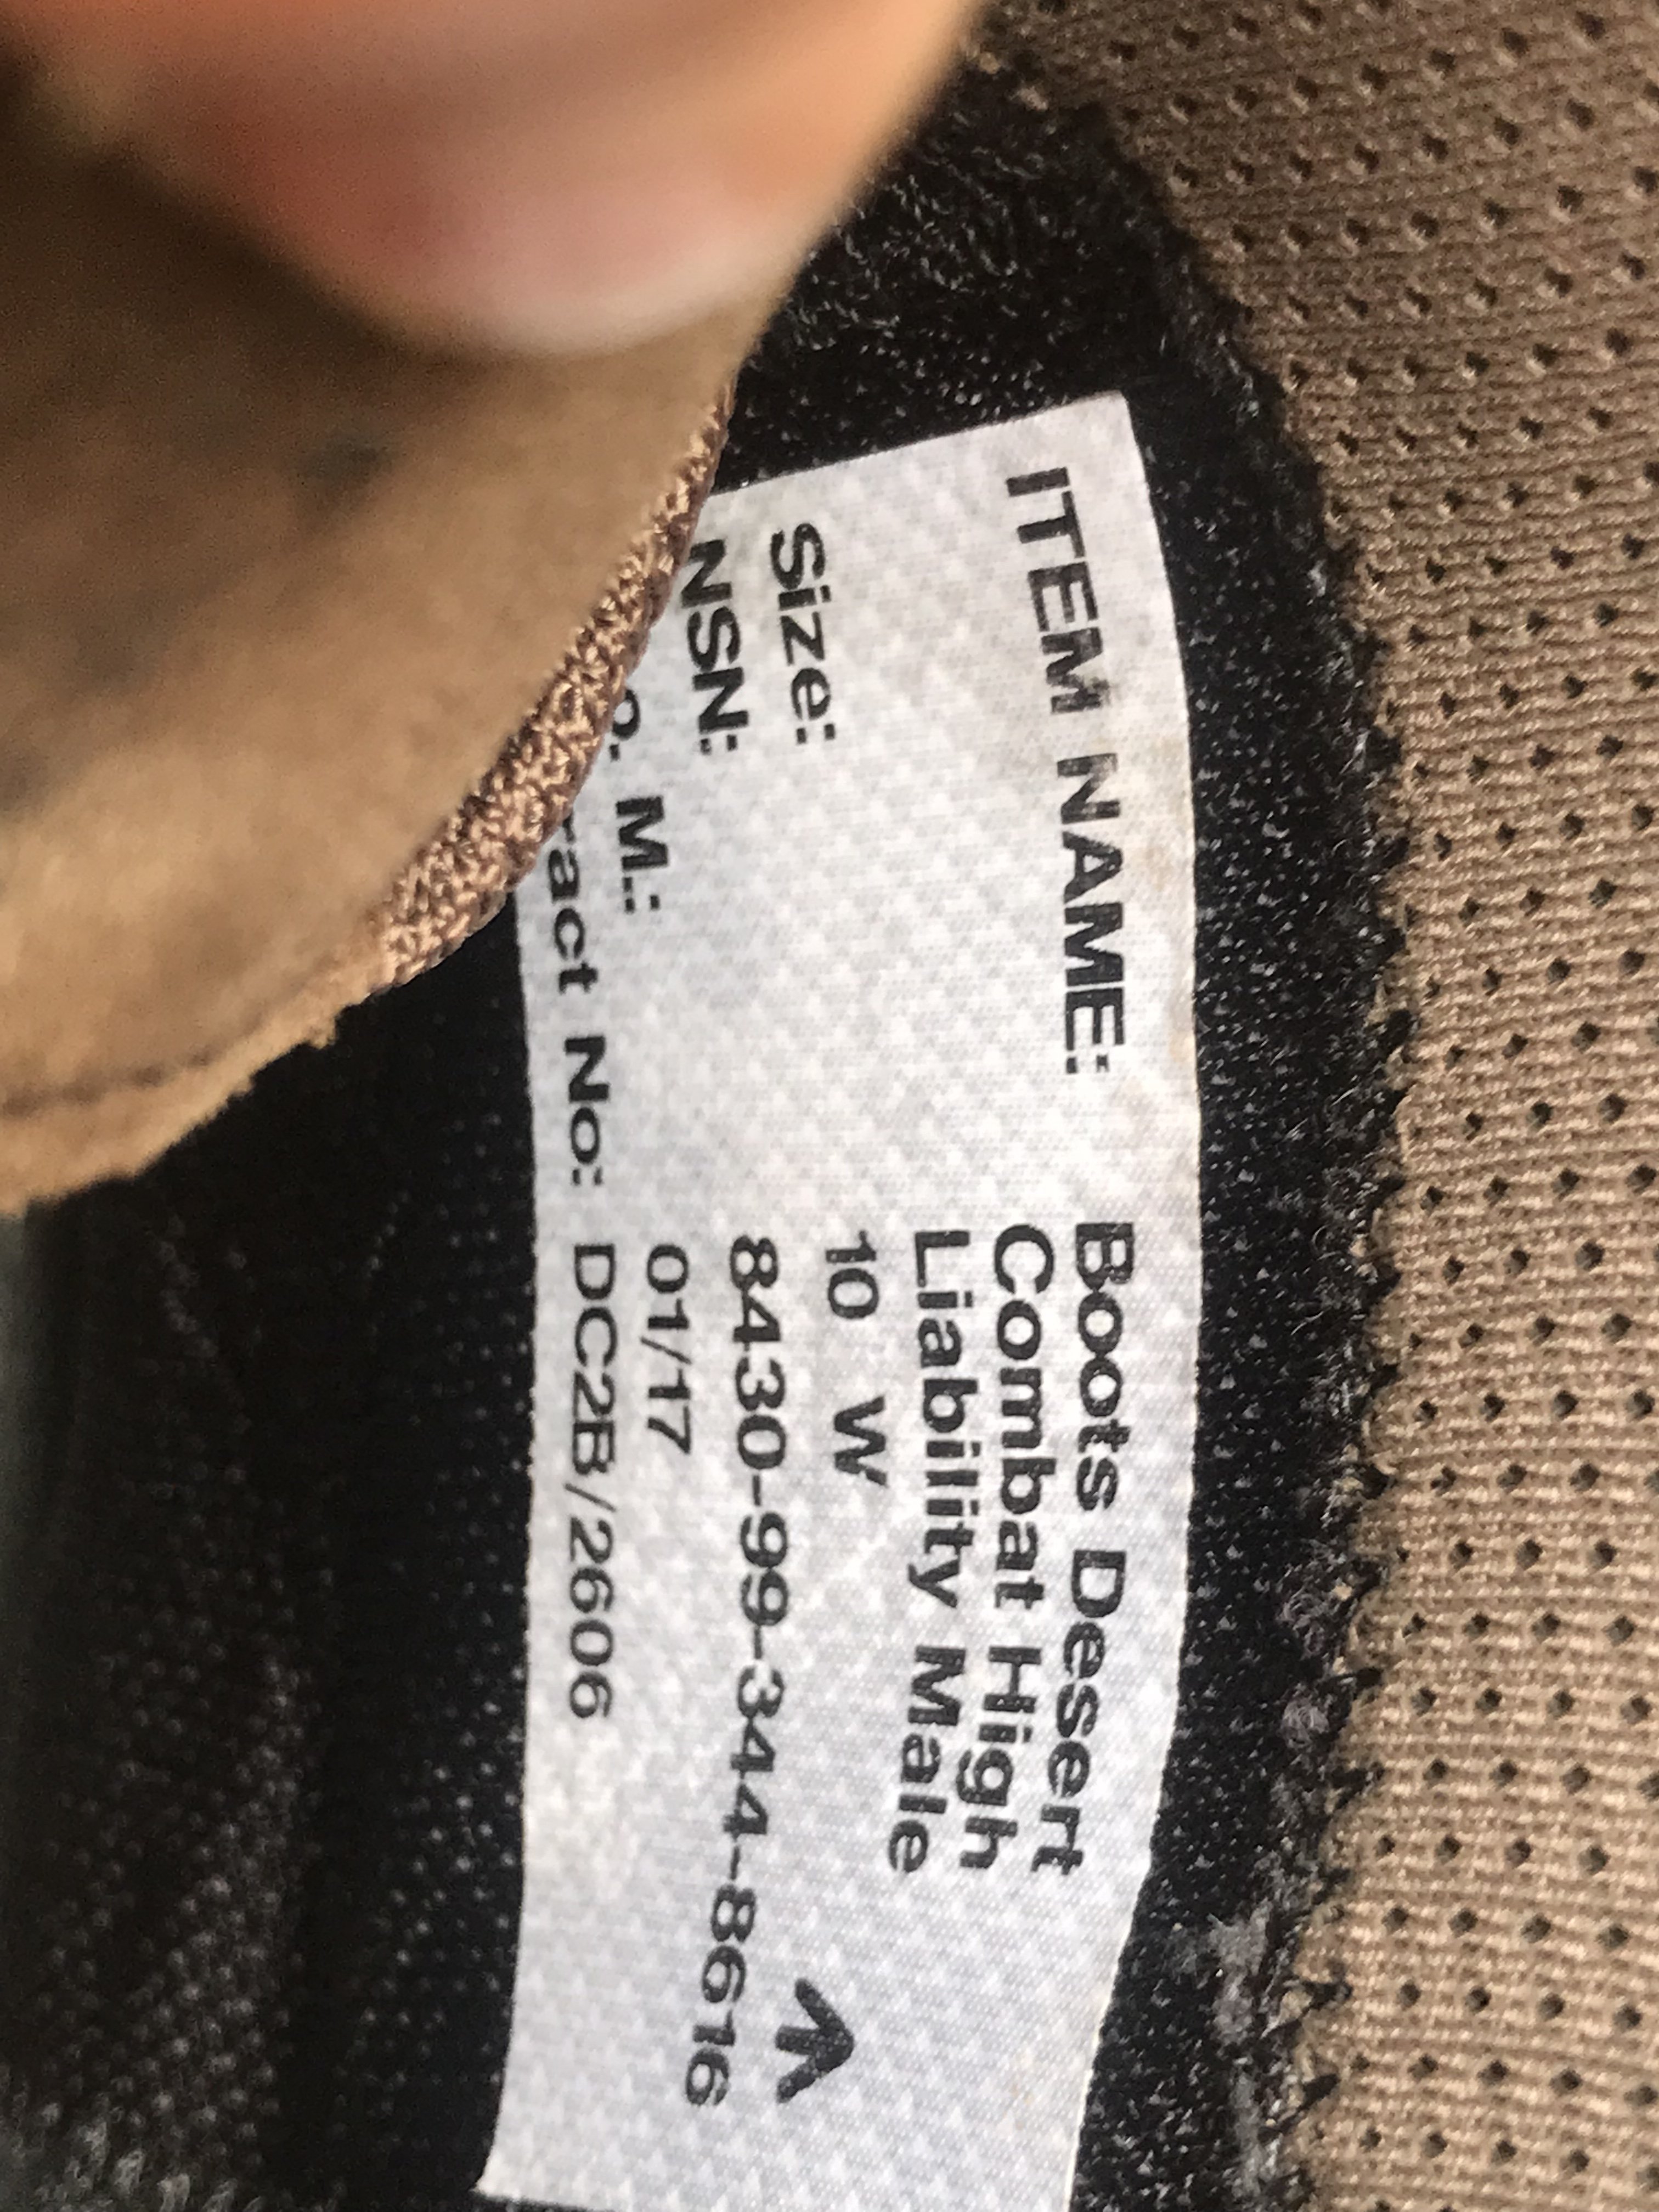 ITEM NAME: Boots Desert
Combat High
Liability Male
Size: 10 W
NSN: 8430-99-344-8616
M.: 01/17
No: DC2B/2606